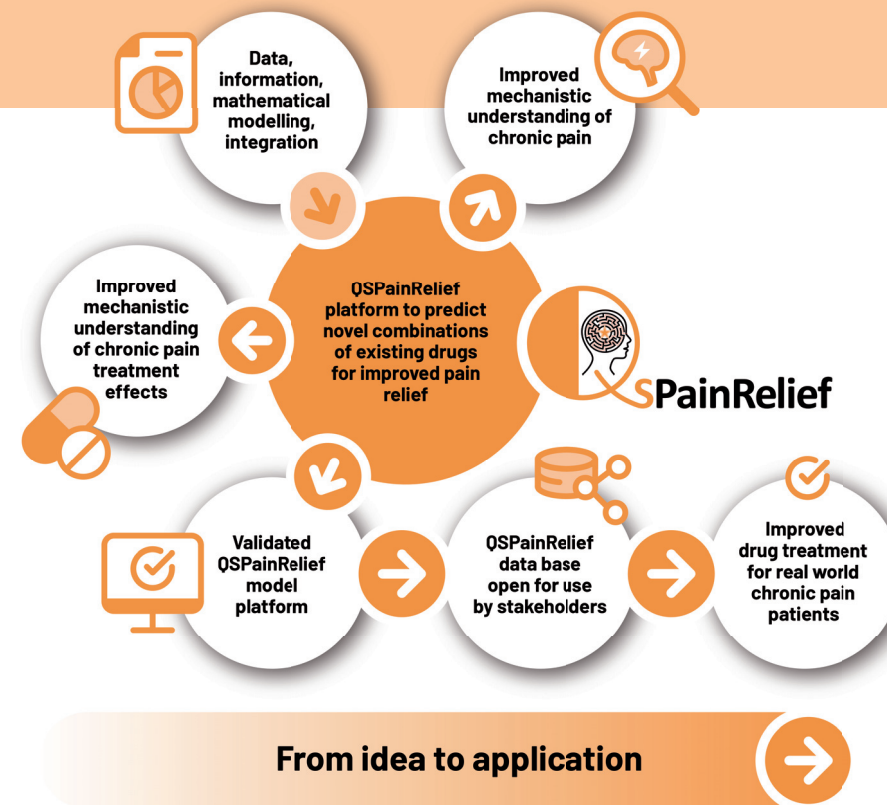 Data,
information,
mathematical
modelling,
integration
Improved
mechanistic
understanding of
chronic pain
Improved
mechanistic
understanding
of chronic pain
treatment
effects
QSPainRelief
platform to predict
novel combinations
of existing drugs
for improved pain
relief
QSPainRelief
Validated
QSPainRelief
model
platform
QSPainRelief
data base
open for use
by stakeholders
Improved
drug treatment
for real world
chronic pain
patients
From idea to application